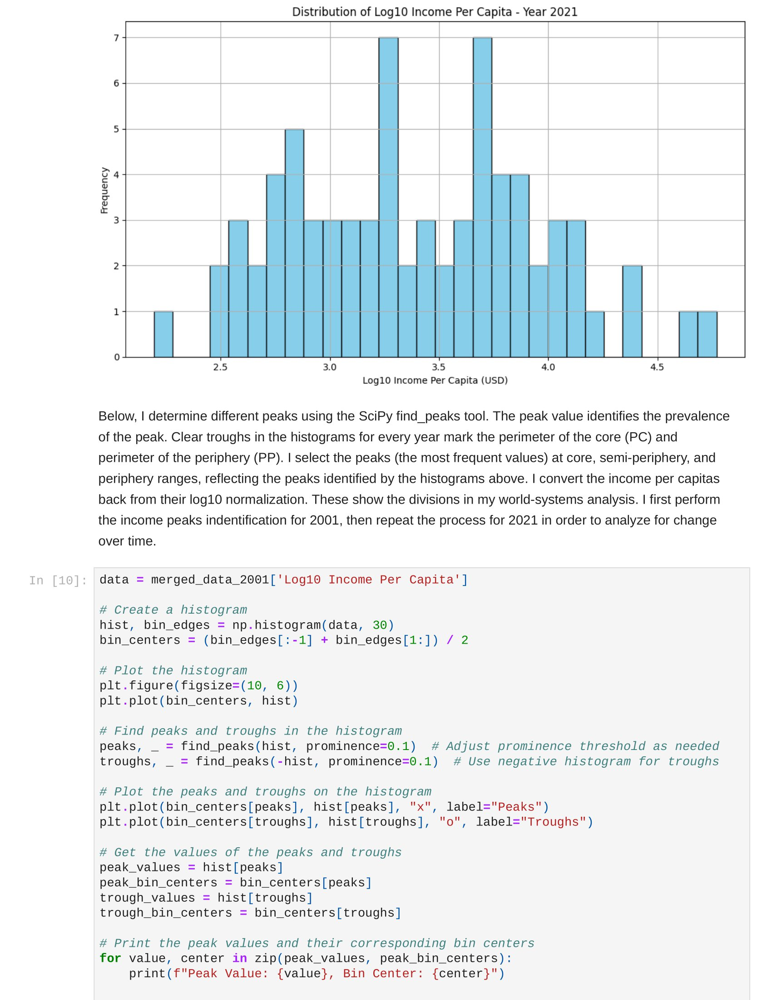 Distribution of Log10 Income Per Capita - Year 2021
7
6
5
4
3
2
1
0
Frequency
2.5 3.0 3.5 4.0 4.5
Log10 Income Per Capita (USD)
Below, I determine different peaks using the SciPy find_peaks tool. The peak value identifies the prevalence
of the peak. Clear troughs in the histograms for every year mark the perimeter of the core (PC) and
perimeter of the periphery (PP). I select the peaks (the most frequent values) at core, semi-periphery, and
periphery ranges, reflecting the peaks identified by the histograms above. I convert the income per capitas
back from their log10 normalization. These show the divisions in my world-systems analysis. I first perform
the income peaks indentification for 2001, then repeat the process for 2021 in order to analyze for change
over time.
In [10]:
data = merged_data_2001['Log10 Income Per Capita']
# Create a histogram
hist, bin_edges = np.histogram(data, 30)
bin_centers = (bin_edges[:-1] + bin_edges[1:]) / 2
# Plot the histogram
plt.figure(figsize=(10, 6))
plt.plot(bin_centers, hist)
# Find peaks and troughs in the histogram
peaks, _ = find_peaks(hist, prominence=0.1)  # Adjust prominence threshold as needed
troughs, _ = find_peaks(-hist, prominence=0.1)  # Use negative histogram for troughs
# Plot the peaks and troughs on the histogram
plt.plot(bin_centers[peaks], hist[peaks], "x", label="Peaks")
plt.plot(bin_centers[troughs], hist[troughs], "o", label="Troughs")
# Get the values of the peaks and troughs
peak_values = hist[peaks]
peak_bin_centers = bin_centers[peaks]
trough_values = hist[troughs]
trough_bin_centers = bin_centers[troughs]
# Print the peak values and their corresponding bin centers
for value, center in zip(peak_values, peak_bin_centers):
    print(f"Peak Value: {value}, Bin Center: {center}")